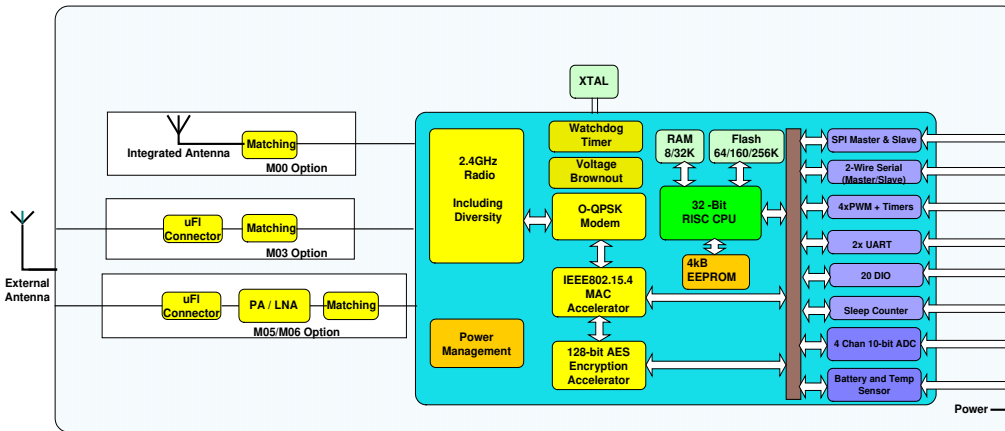 XTAL
Integrated Antenna
Matching
M00 Option
uFl
Connector
Matching
M03 Option
External
Antenna
uFl
Connector
PA / LNA
Matching
M05/M06 Option
2.4GHz
Radio
Including
Diversity
Power
Management
Watchdog
Timer
Voltage
Brownout
O-QPSK
Modem
IEEE802.15.4
MAC
Accelerator
128-bit AES
Encryption
Accelerator
RAM
8/32K
Flash
64/160/256K
32 -Bit
RISC CPU
4kB
EEPROM
SPI Master & Slave
2-Wire Serial
(Master/Slave)
4xPWM + Timers
2x UART
20 DIO
Sleep Counter
4 Chan 10-bit ADC
Battery and Temp
Sensor
Power